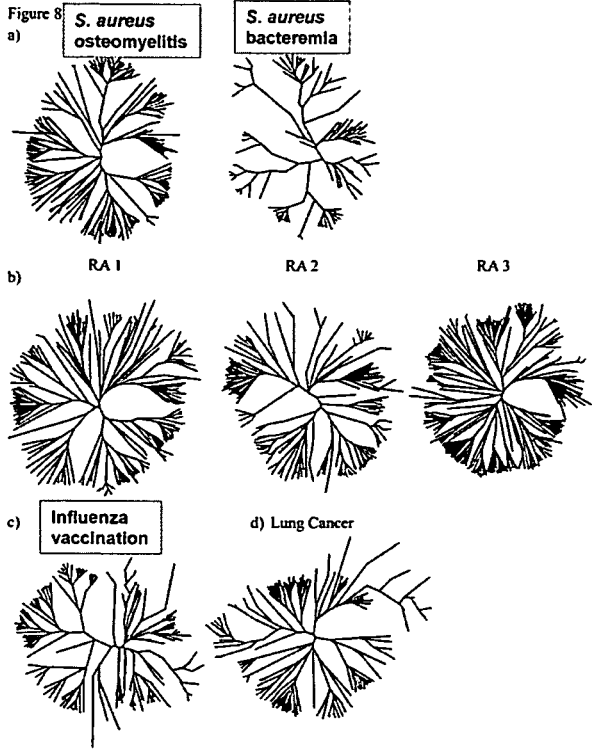 Figure 8
a)
S. aureus
osteomyelitis
S. aureus
bacteremia
b)
RA 1
RA 2
RA 3
c)
Influenza
vaccination
d) Lung Cancer